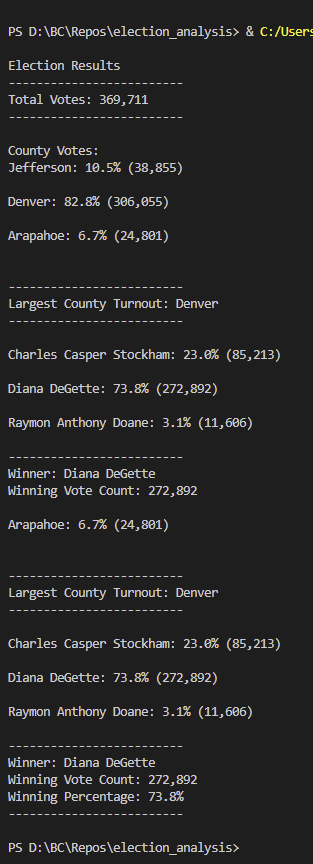 PS D:\BC\Repos\election_analysis> & C:/Users
Election Results
-------------------------
Total Votes: 369,711
-------------------------
County Votes:
Jefferson: 10.5% (38,855)
Denver: 82.8% (306,055)
Arapahoe: 6.7% (24,801)
-------------------------
Largest County Turnout: Denver
-------------------------
Charles Casper Stockham: 23.0% (85,213)
Diana DeGette: 73.8% (272,892)
Raymon Anthony Doane: 3.1% (11,606)
-------------------------
Winner: Diana DeGette
Winning Vote Count: 272,892
Arapahoe: 6.7% (24,801)
-------------------------
Largest County Turnout: Denver
-------------------------
Charles Casper Stockham: 23.0% (85,213)
Diana DeGette: 73.8% (272,892)
Raymon Anthony Doane: 3.1% (11,606)
-------------------------
Winner: Diana DeGette
Winning Vote Count: 272,892
Winning Percentage: 73.8%
-------------------------
PS D:\BC\Repos\election_analysis>